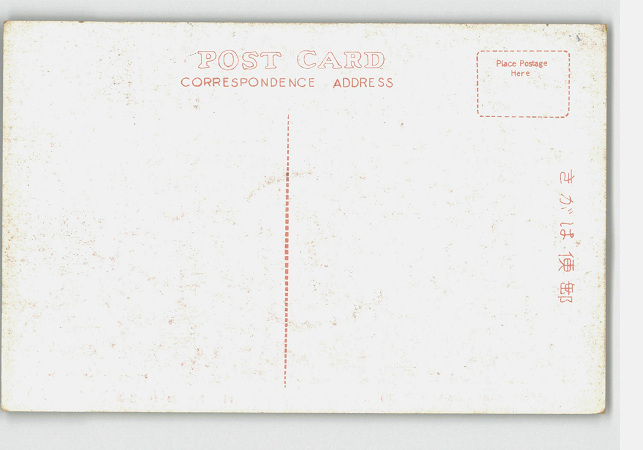 POST CARD
CORRESPONDENCE ADDRESS
Place Postage
Here
きがは便郵